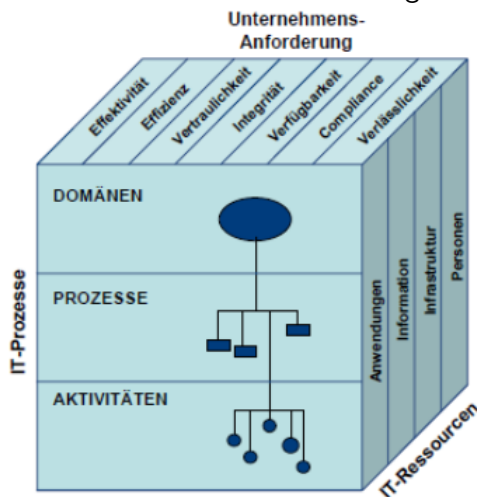 Unternehmens-
Anforderung
Effektivität
Effizienz
Vertraulichkeit
Integrität
Verfügbarkeit
Compliance
Verlässlichkeit
DOMÄNEN
PROZESSE
AKTIVITÄTEN
IT-Prozesse
Anwendungen
Information
Infrastruktur
Personen
IT-Ressourcen